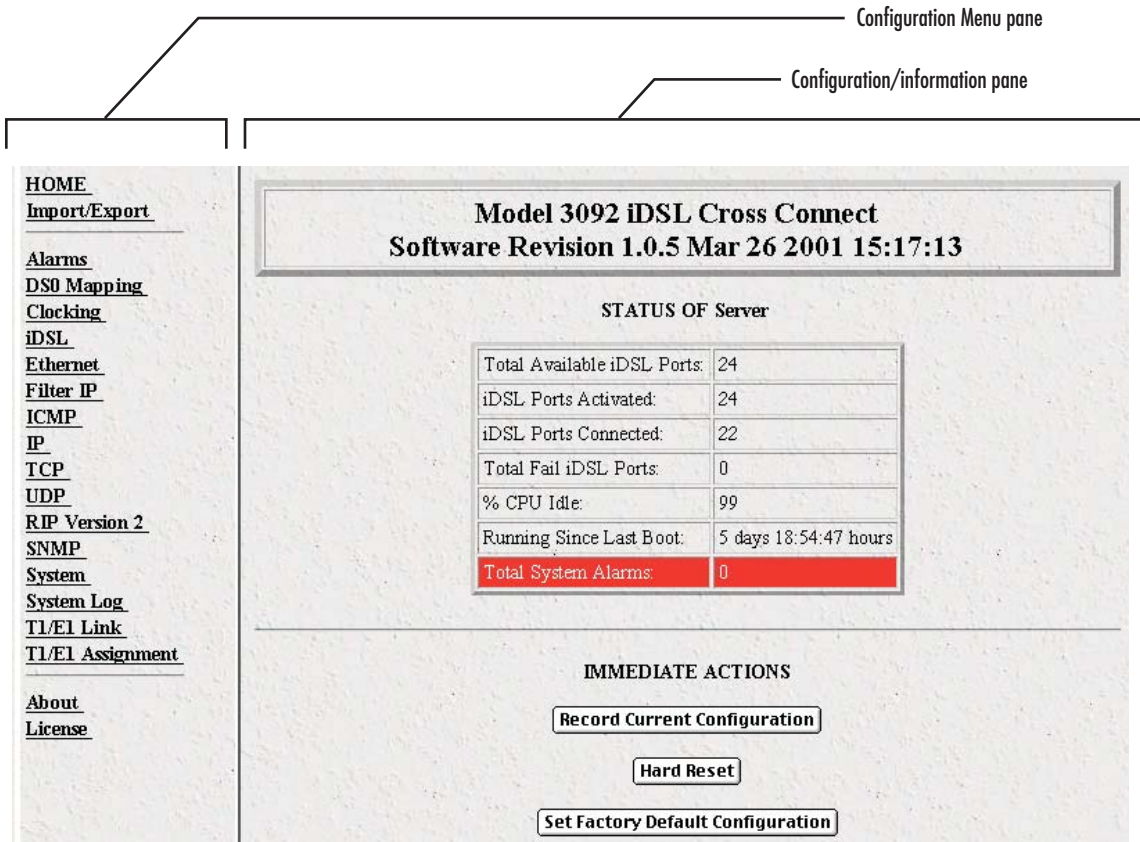 Configuration Menu pane
Configuration/information pane
HOME
Import/Export
Alarms
DS0 Mapping
Clocking
iDSL
Ethernet
Filter IP
ICMP
IP
TCP
UDP
RIP Version 2
SNMP
System
System Log
T1/E1 Link
T1/E1 Assignment
About
License
Model 3092 iDSL Cross Connect
Software Revision 1.0.5 Mar 26 2001 15:17:13
STATUS OF Server
Total Available iDSL Ports: 24
iDSL Ports Activated: 24
iDSL Ports Connected: 22
Total Fail iDSL Ports: 0
% CPU Idle: 99
Running Since Last Boot: 5 days 18:54:47 hours
Total System Alarms: 0
IMMEDIATE ACTIONS
Record Current Configuration
Hard Reset
Set Factory Default Configuration